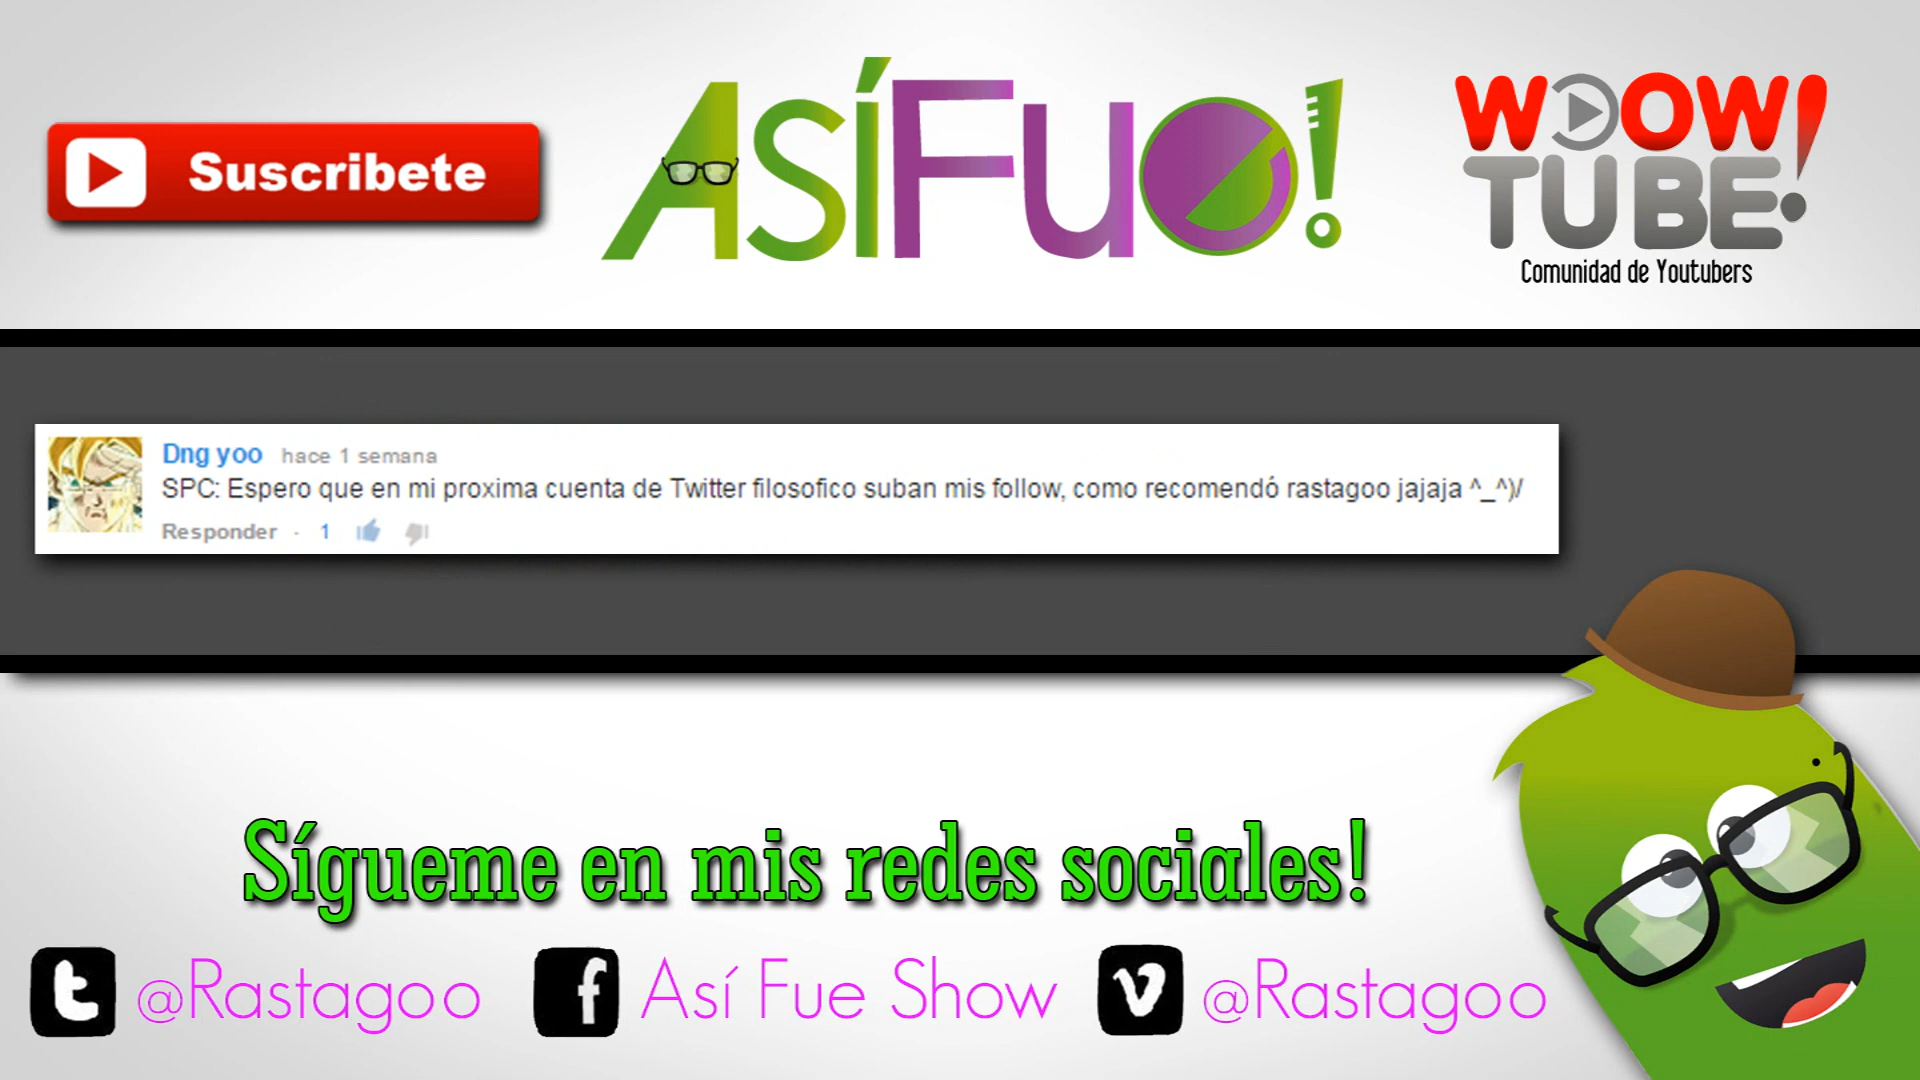 Suscribete
AsíFue!
WOOW!
TUBE
Comunidad de Youtubers
Dng yoo hace 1 semana
SPC: Espero que en mi proxima cuenta de Twitter filosofico suban mis follow, como recomendó rastagoo jajaja ^_^)/
Responder · 1
Sígueme en mis redes sociales!
@Rastagoo
Así Fue Show
@Rastagoo